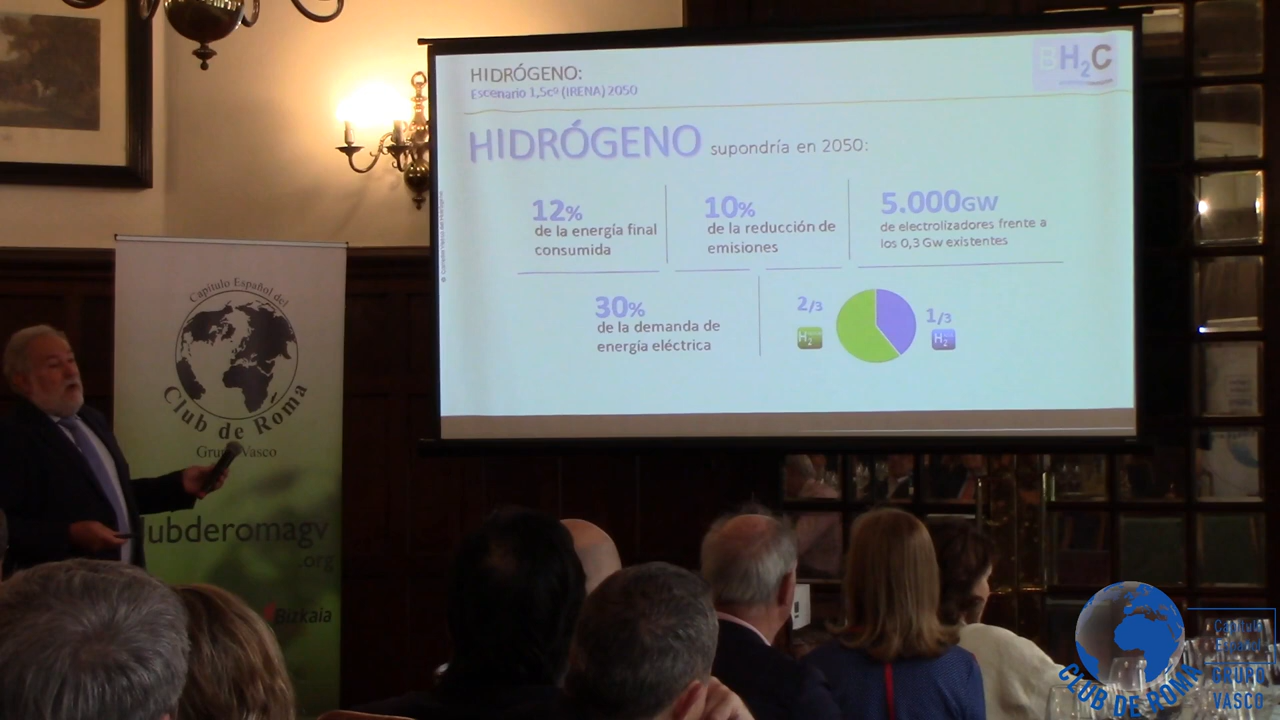 HIDRÓGENO:
Escenario 1,5cº (IRENA) 2050
BH2C
HIDRÓGENO supondría en 2050:
12%
de la energía final
consumida
10%
de la reducción de
emisiones
5.000GW
de electrolizadores frente a
los 0,3 Gw existentes
30%
de la demanda de
energía eléctrica
2/3
H2
1/3
H2
Capítulo Español del
Club de Roma
Grupo Vasco
lubderomagv
.org
Bizkaia
CLUB DE ROMA
Capítulo
Español
GRUPO
VASCO